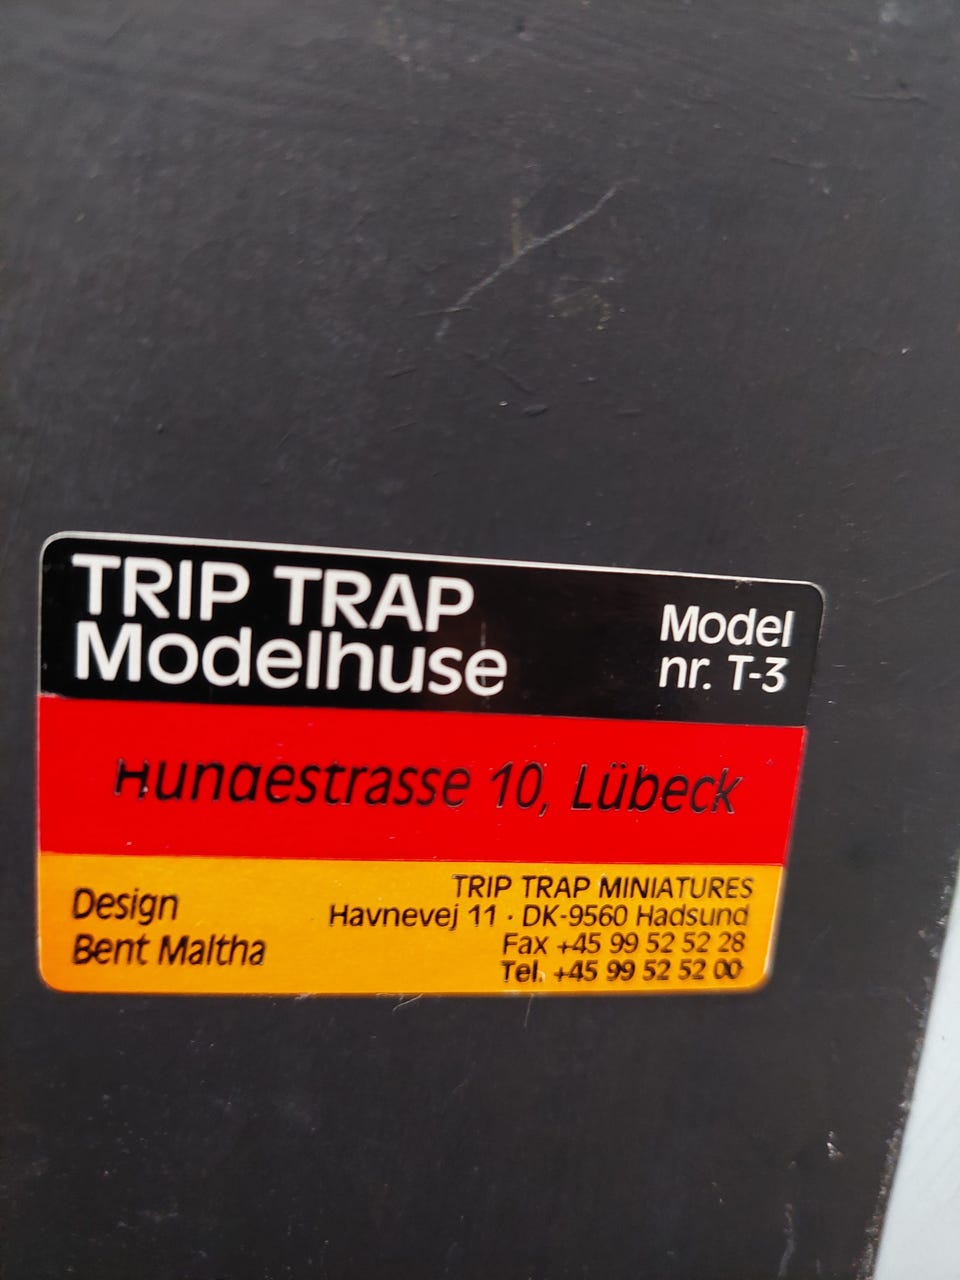 TRIP TRAP
Modelhuse
Model
nr. T-3
Hundestrasse 10, Lübeck
Design
Bent Maltha
TRIP TRAP MINIATURES
Havnevej 11 · DK-9560 Hadsund
Fax +45 99 52 52 28
Tel. +45 99 52 52 00